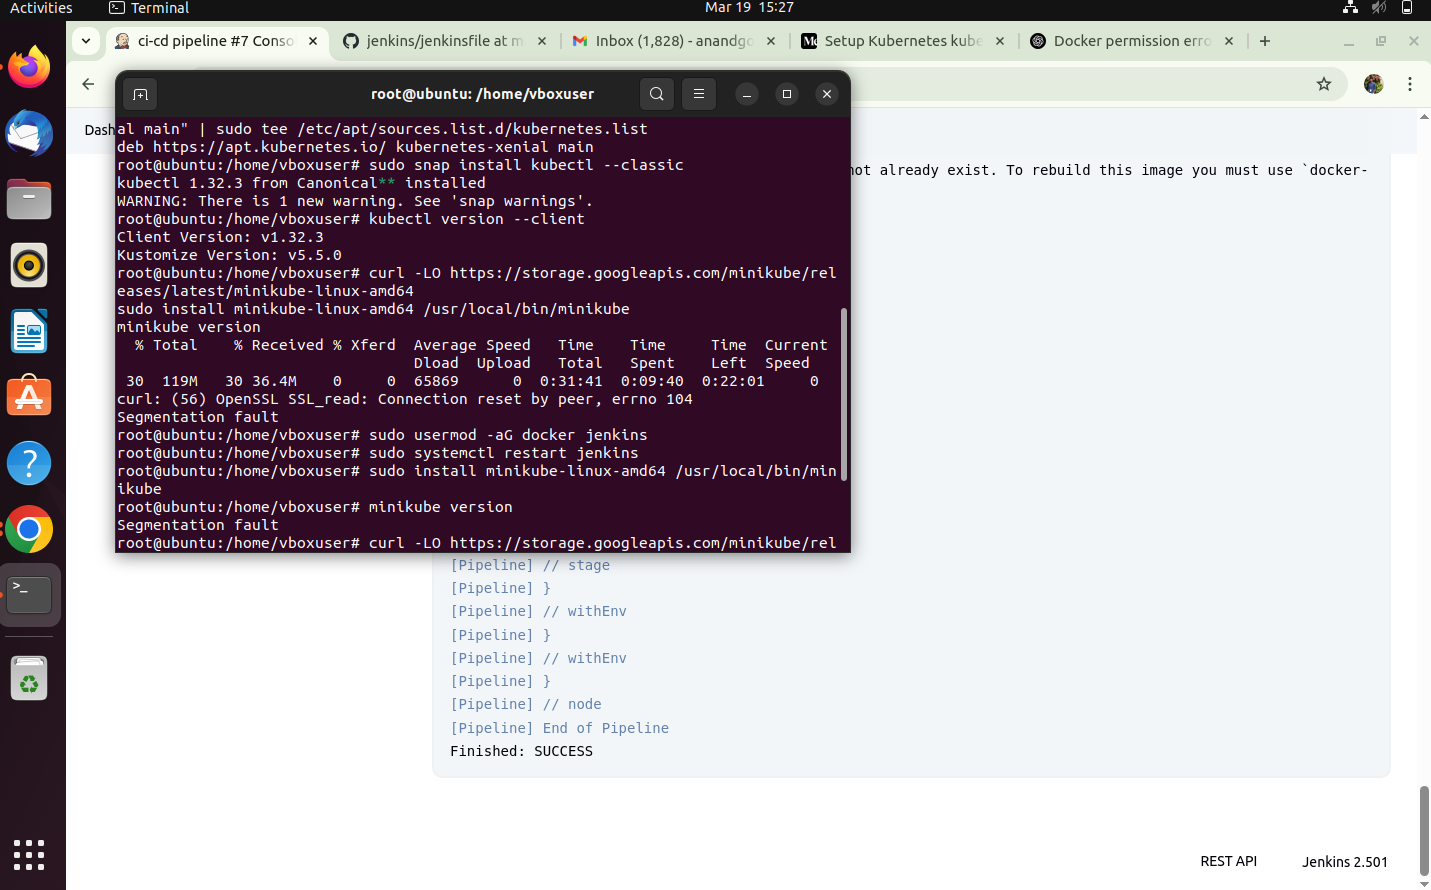 Activities
Terminal
Mar 19 15:27
ci-cd pipeline #7 Conso
jenkins/jenkinsfile at m
Inbox (1,828) - anandgo
Setup Kubernetes kube
Docker permission erro
root@ubuntu: /home/vboxuser
Dash
al main" | sudo tee /etc/apt/sources.list.d/kubernetes.list
deb https://apt.kubernetes.io/ kubernetes-xenial main
root@ubuntu:/home/vboxuser# sudo snap install kubectl --classic
not already exist. To rebuild this image you must use `docker-
kubectl 1.32.3 from Canonical** installed
WARNING: There is 1 new warning. See 'snap warnings'.
root@ubuntu:/home/vboxuser# kubectl version --client
Client Version: v1.32.3
Kustomize Version: v5.5.0
root@ubuntu:/home/vboxuser# curl -LO https://storage.googleapis.com/minikube/rel
eases/latest/minikube-linux-amd64
sudo install minikube-linux-amd64 /usr/local/bin/minikube
minikube version
% Total % Received % Xferd Average Speed Time Time Time Current
Dload Upload Total Spent Left Speed
30 119M 30 36.4M 0 0 65869 0 0:31:41 0:09:40 0:22:01 0
curl: (56) OpenSSL SSL_read: Connection reset by peer, errno 104
Segmentation fault
root@ubuntu:/home/vboxuser# sudo usermod -aG docker jenkins
root@ubuntu:/home/vboxuser# sudo systemctl restart jenkins
root@ubuntu:/home/vboxuser# sudo install minikube-linux-amd64 /usr/local/bin/min
ikube
root@ubuntu:/home/vboxuser# minikube version
Segmentation fault
root@ubuntu:/home/vboxuser# curl -LO https://storage.googleapis.com/minikube/rel
[Pipeline] // stage
[Pipeline] }
[Pipeline] // withEnv
[Pipeline] }
[Pipeline] // withEnv
[Pipeline] }
[Pipeline] // node
[Pipeline] End of Pipeline
Finished: SUCCESS
REST API
Jenkins 2.501